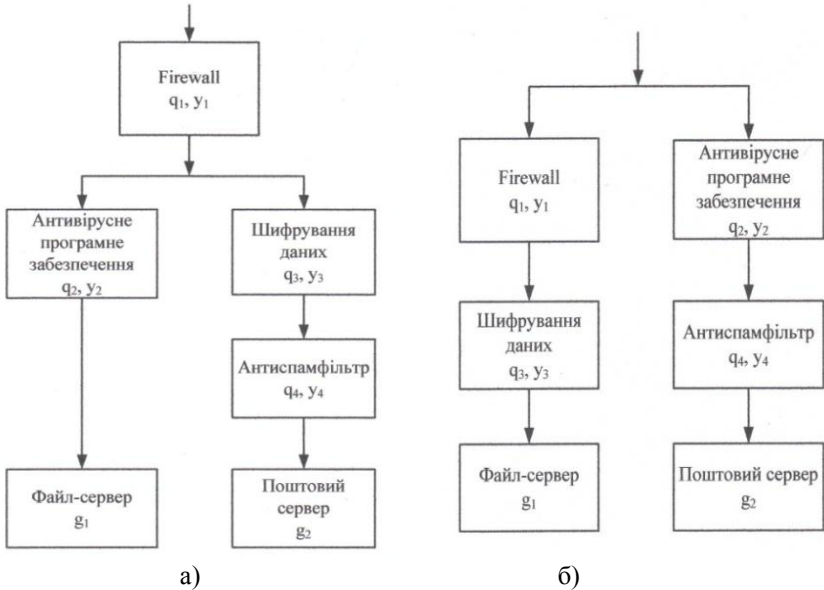 Firewall
q₁, y₁
Антивірусне
програмне
забезпечення
q₂, y₂
Шифрування
даних
q₃, y₃
Антиспамфільтр
q₄, y₄
Файл-сервер
g₁
Поштовий
сервер
g₂
а)
Firewall
q₁, y₁
Антивірусне
програмне
забезпечення
q₂, y₂
Шифрування
даних
q₃, y₃
Антиспамфільтр
q₄, y₄
Файл-сервер
g₁
Поштовий сервер
g₂
б)